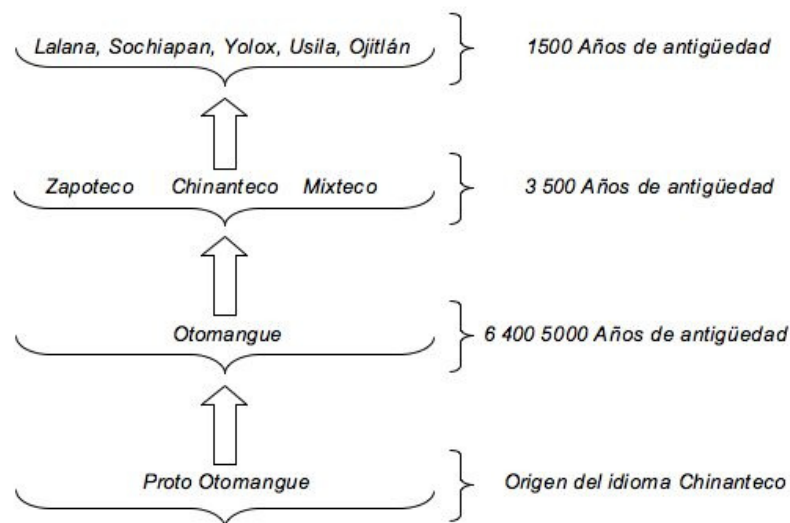 Lalana, Sochiapan, Yolox, Usila, Ojitlán
1500 Años de antigüedad
Zapoteco Chinanteco Mixteco
3 500 Años de antigüedad
Otomangue
6 400 5000 Años de antigüedad
Proto Otomangue
Origen del idioma Chinanteco